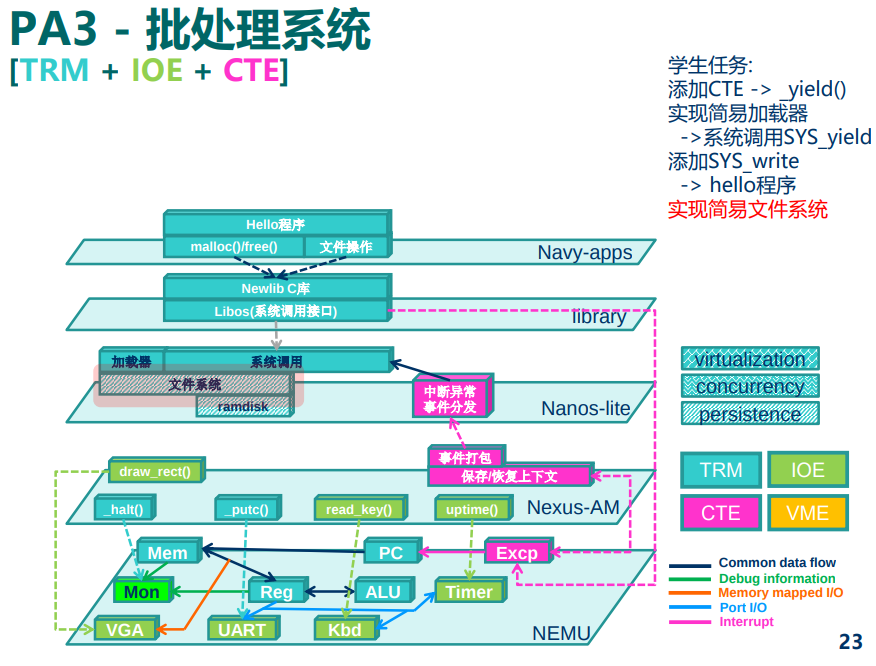 PA3 - 批处理系统
[TRM + IOE + CTE]
学生任务:
添加CTE -> _yield()
实现简易加载器
->系统调用SYS_yield
添加SYS_write
-> hello程序
实现简易文件系统
Hello程序
malloc()/free()
文件操作
Navy-apps
Newlib C库
Libos(系统调用接口)
library
加载器
系统调用
文件系统
ramdisk
中断异常
事件分发
Nanos-lite
virtualization
concurrency
persistence
事件打包
保存/恢复上下文
draw_rect()
_halt()
_putc()
read_key()
uptime()
Nexus-AM
TRM
IOE
CTE
VME
Mem
PC
Excp
Mon
Reg
ALU
Timer
VGA
UART
Kbd
NEMU
Common data flow
Debug information
Memory mapped I/O
Port I/O
Interrupt
23